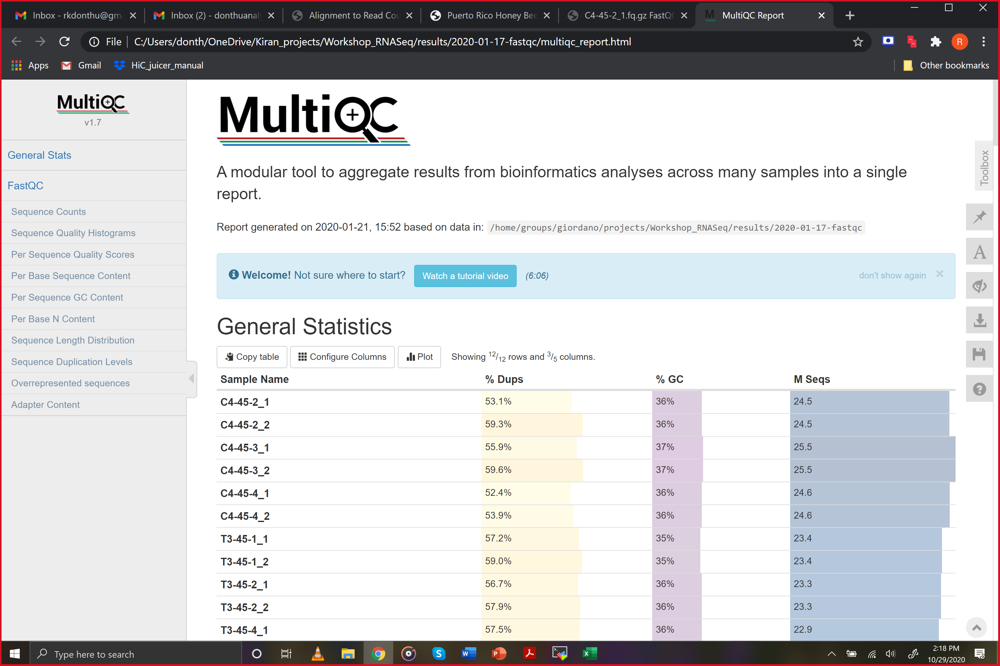 Inbox - rkdonthu@gm
Inbox (2) - donthuanaly
Alignment to Read Cou
Puerto Rico Honey Bee
C4-45-2_1.fq.gz FastQC
MultiQC Report
File
C:/Users/donth/OneDrive/Kiran_projects/Workshop_RNASeq/results/2020-01-17-fastqc/multiqc_report.html
R
Apps
Gmail
HiC_juicer_manual
Other bookmarks
MultiQC
v1.7
General Stats
FastQC
Sequence Counts
Sequence Quality Histograms
Per Sequence Quality Scores
Per Base Sequence Content
Per Sequence GC Content
Per Base N Content
Sequence Length Distribution
Sequence Duplication Levels
Overrepresented sequences
Adapter Content
MultiQC
A modular tool to aggregate results from bioinformatics analyses across many samples into a single
report.
Report generated on 2020-01-21, 15:52 based on data in: /home/groups/giordano/projects/Workshop_RNASeq/results/2020-01-17-fastqc
Welcome! Not sure where to start? Watch a tutorial video (6:06) don't show again
Toolbox
General Statistics
Copy table Configure Columns Plot Showing 12/12 rows and 3/5 columns.
Sample Name % Dups % GC M Seqs
C4-45-2_1 53.1% 36% 24.5
C4-45-2_2 59.3% 36% 24.5
C4-45-3_1 55.9% 37% 25.5
C4-45-3_2 59.6% 37% 25.5
C4-45-4_1 52.4% 36% 24.6
C4-45-4_2 53.9% 36% 24.6
T3-45-1_1 57.2% 35% 23.4
T3-45-1_2 59.0% 35% 23.4
T3-45-2_1 56.7% 36% 23.3
T3-45-2_2 57.9% 36% 23.3
T3-45-4_1 57.5% 36% 22.9
Type here to search
2:18 PM
10/29/2020